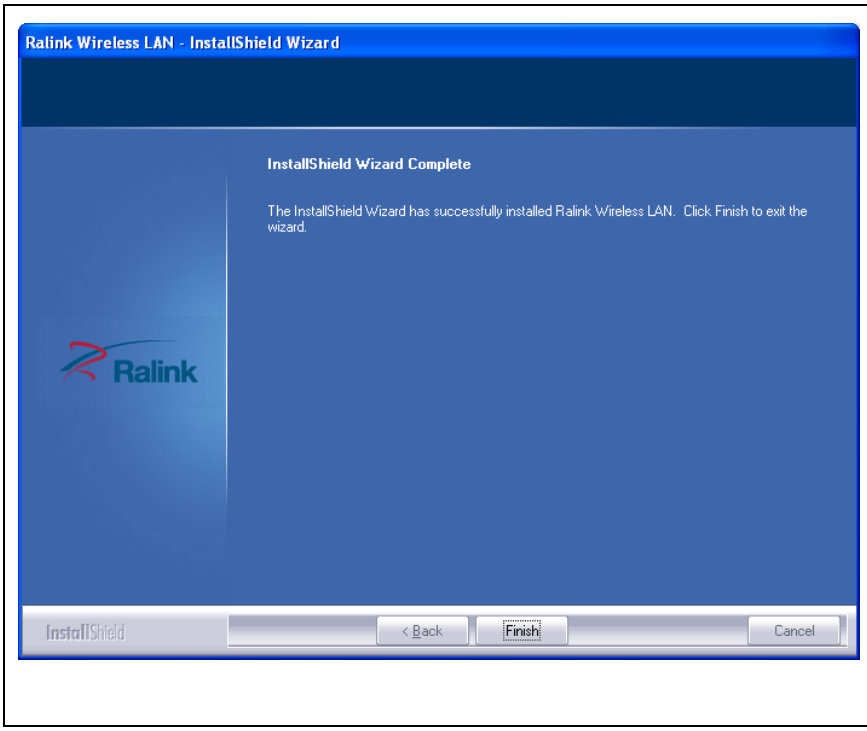 Ralink Wireless LAN - InstallShield Wizard
InstallShield Wizard Complete
The InstallShield Wizard has successfully installed Ralink Wireless LAN. Click Finish to exit the
wizard.
Ralink
InstallShield
< Back
Finish
Cancel